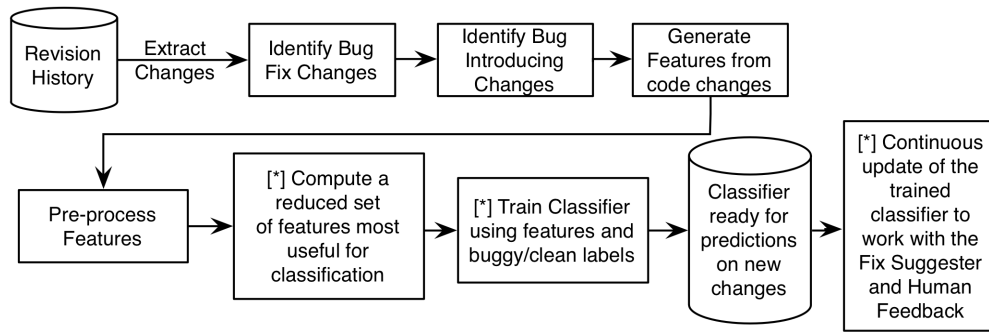 Revision
History
Extract
Changes
Identify Bug
Fix Changes
Identify Bug
Introducing
Changes
Generate
Features from
code changes
Pre-process
Features
[*] Compute a
reduced set
of features most
useful for
classification
[*] Train Classifier
using features and
buggy/clean labels
Classifier
ready for
predictions
on new
changes
[*] Continuous
update of the
trained
classifier to
work with the
Fix Suggester
and Human
Feedback